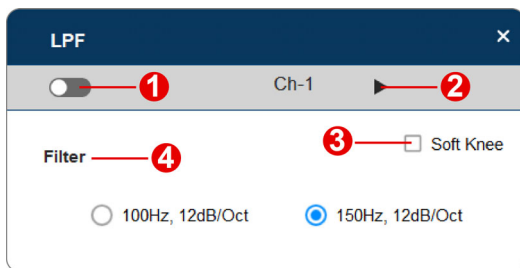 LPF ×
1 Ch-1 2
3 Soft Knee
Filter 4
100Hz, 12dB/Oct 150Hz, 12dB/Oct